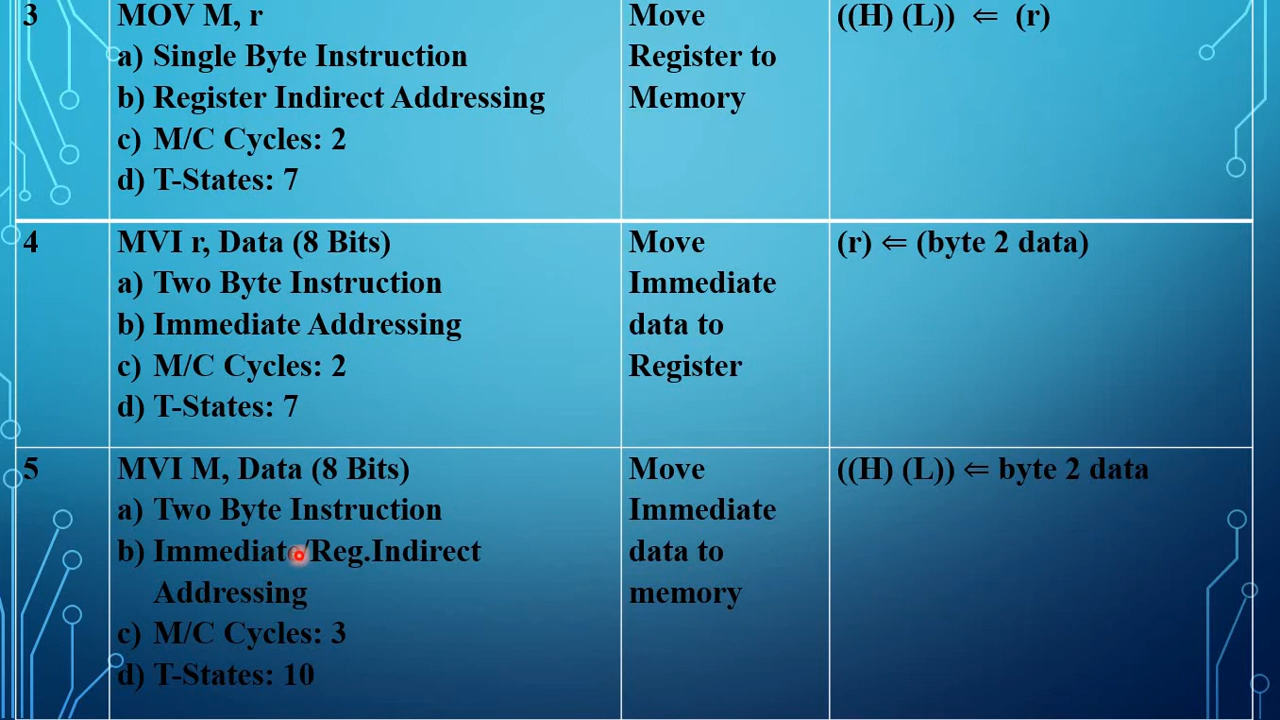 3
MOV M, r
a) Single Byte Instruction
b) Register Indirect Addressing
c) M/C Cycles: 2
d) T-States: 7
Move
Register to
Memory
((H) (L)) ⇐ (r)
4
MVI r, Data (8 Bits)
a) Two Byte Instruction
b) Immediate Addressing
c) M/C Cycles: 2
d) T-States: 7
Move
Immediate
data to
Register
(r) ⇐ (byte 2 data)
5
MVI M, Data (8 Bits)
a) Two Byte Instruction
b) Immediate/Reg.Indirect
Addressing
c) M/C Cycles: 3
d) T-States: 10
Move
Immediate
data to
memory
((H) (L)) ⇐ byte 2 data